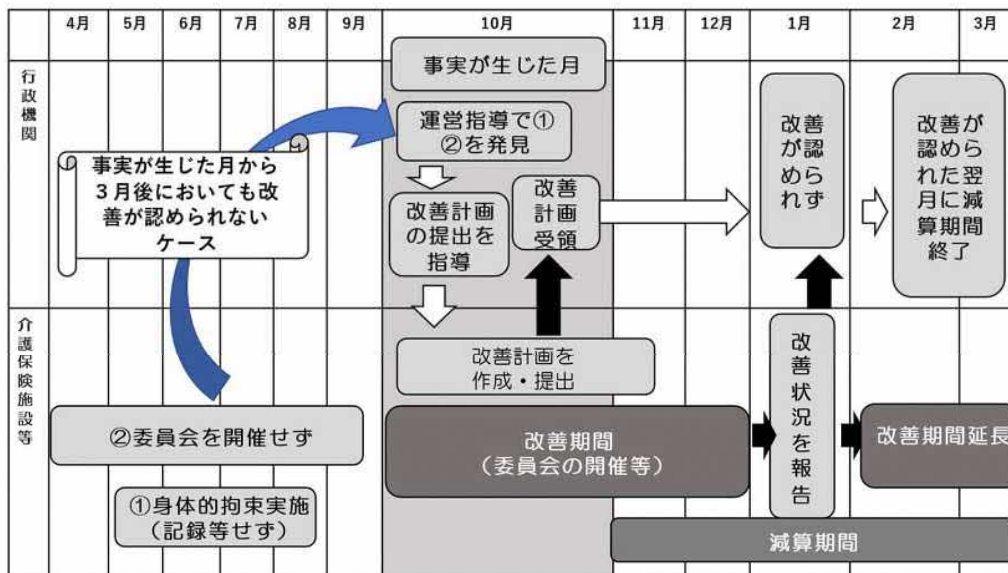 4月 5月 6月 7月 8月 9月 10月 11月 12月 1月 2月 3月
行政機関
事実が生じた月
運営指導で①
②を発見
事実が生じた月から
３月後においても改
善が認められない
ケース
改善計画
の提出を
指導
改善
計画
受領
改善
が認
めら
れず
改善が
認めら
れた翌
月に減
算期間
終了
介護保険施設等
改善計画を
作成・提出
②委員会を開催せず
改善期間
（委員会の開催等）
改善状況を報告
改善期間延長
①身体的拘束実施
（記録等せず）
減算期間